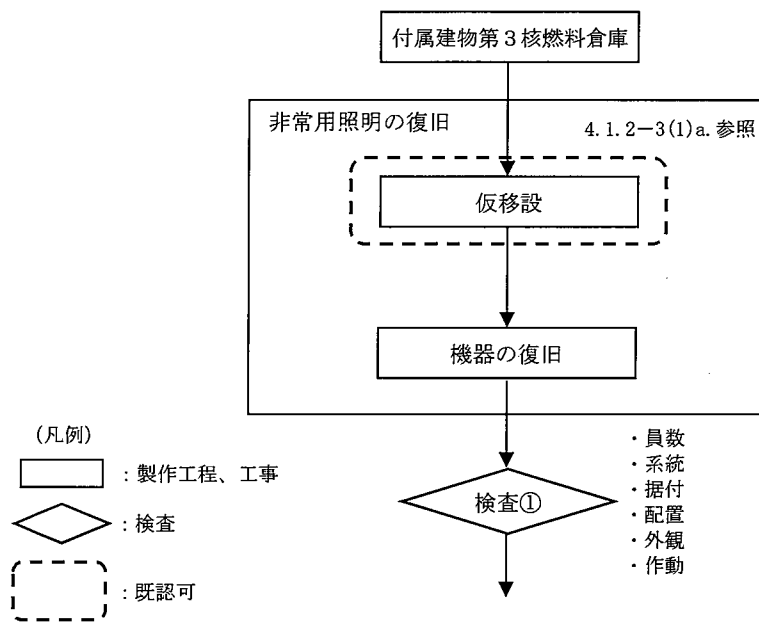 付属建物第３核燃料倉庫
非常用照明の復旧
4.1.2－3(1)a. 参照
仮移設
機器の復旧
検査①
・員数
・系統
・据付
・配置
・外観
・作動
(凡例)
：製作工程、工事
：検査
：既認可